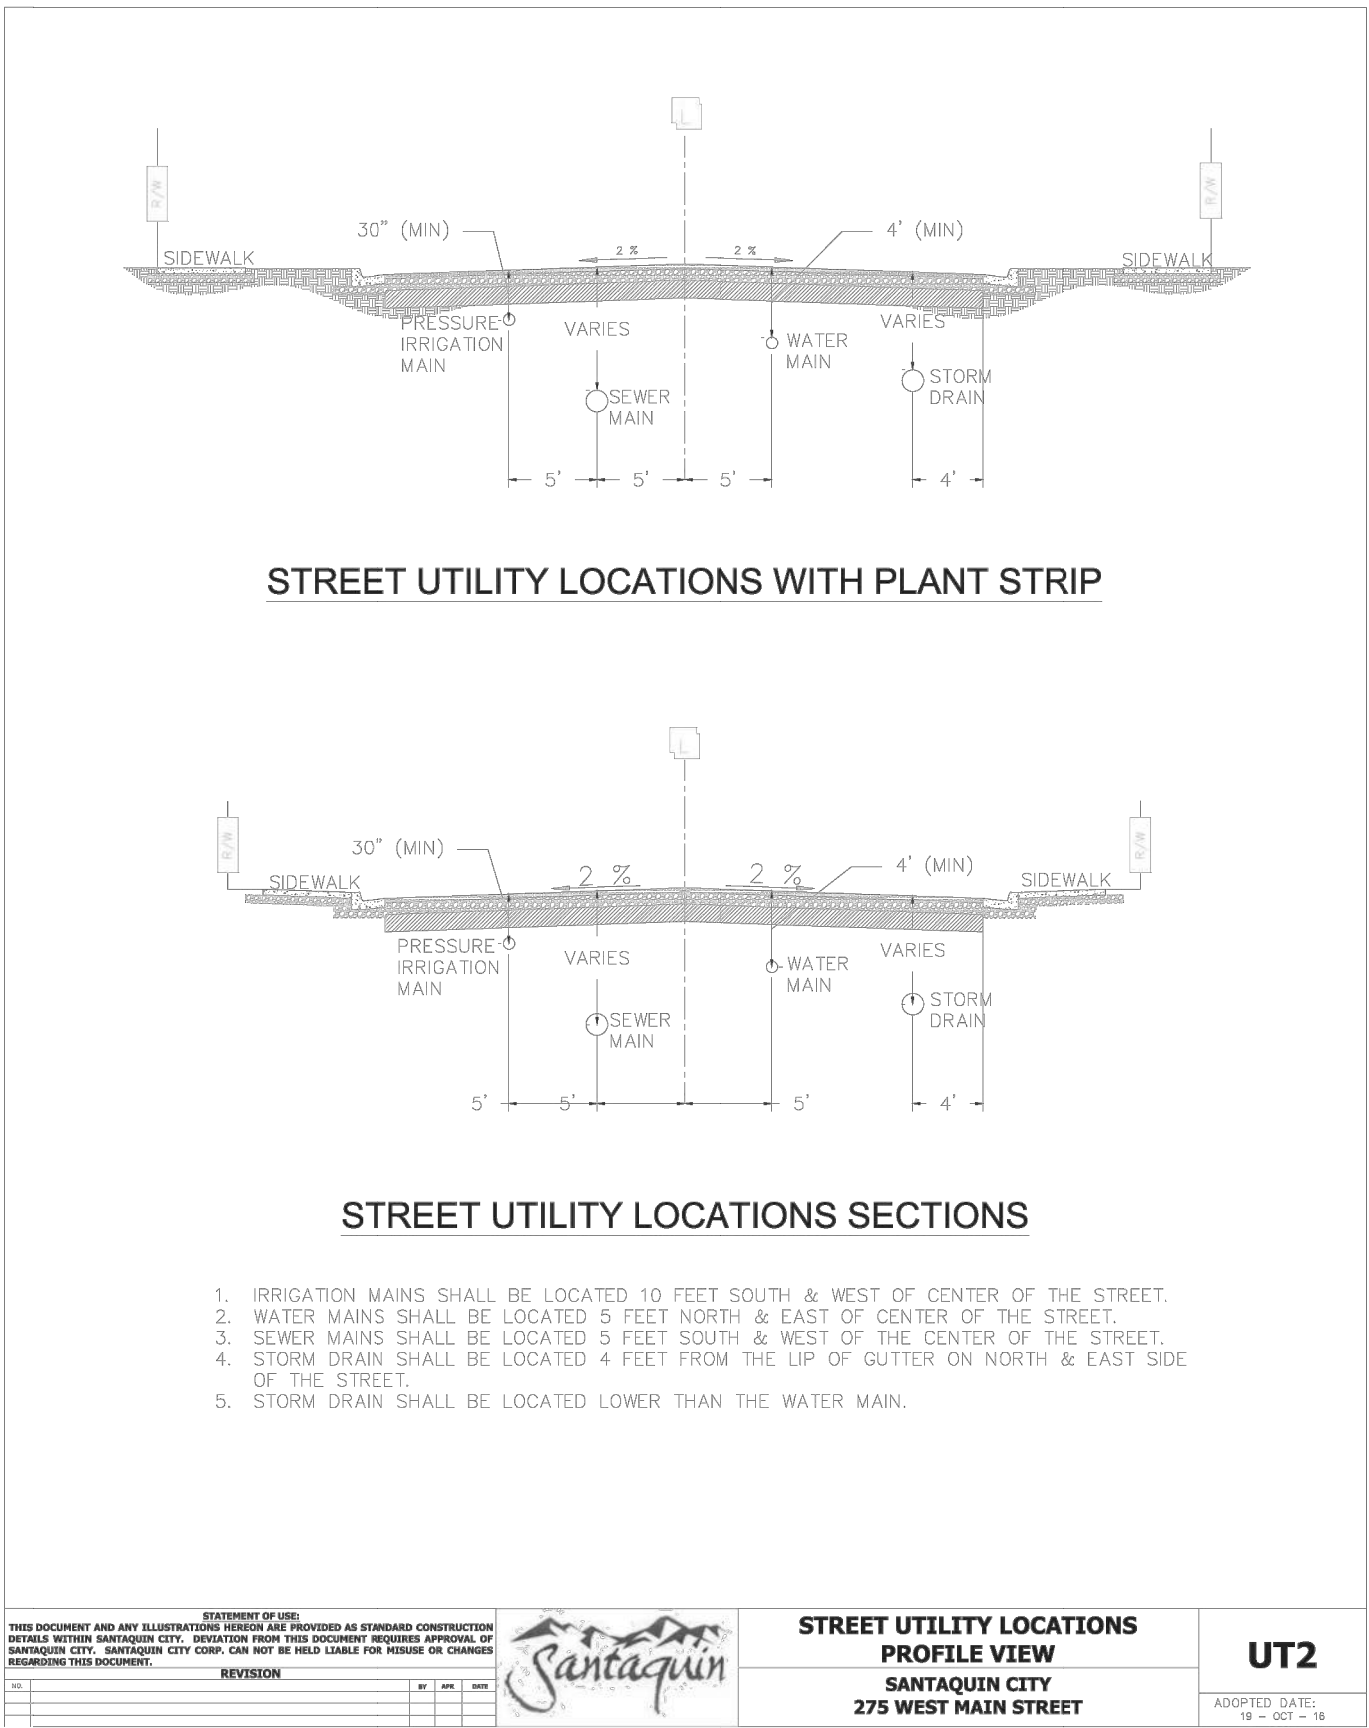 L
R/W
R/W
30" (MIN)
4' (MIN)
2 %
2 %
SIDEWALK
SIDEWALK
PRESSURE
IRRIGATION
MAIN
VARIES
WATER
MAIN
VARIES
SEWER
MAIN
STORM
DRAIN
5'
5'
5'
4'
STREET UTILITY LOCATIONS WITH PLANT STRIP
L
R/W
R/W
30" (MIN)
4' (MIN)
2 %
2 %
SIDEWALK
SIDEWALK
PRESSURE
IRRIGATION
MAIN
VARIES
WATER
MAIN
VARIES
SEWER
MAIN
STORM
DRAIN
5'
5'
5'
4'
STREET UTILITY LOCATIONS SECTIONS
1. IRRIGATION MAINS SHALL BE LOCATED 10 FEET SOUTH & WEST OF CENTER OF THE STREET.
2. WATER MAINS SHALL BE LOCATED 5 FEET NORTH & EAST OF CENTER OF THE STREET.
3. SEWER MAINS SHALL BE LOCATED 5 FEET SOUTH & WEST OF THE CENTER OF THE STREET.
4. STORM DRAIN SHALL BE LOCATED 4 FEET FROM THE LIP OF GUTTER ON NORTH & EAST SIDE
OF THE STREET.
5. STORM DRAIN SHALL BE LOCATED LOWER THAN THE WATER MAIN.
STATEMENT OF USE:
THIS DOCUMENT AND ANY ILLUSTRATIONS HEREON ARE PROVIDED AS STANDARD CONSTRUCTION
DETAILS WITHIN SANTAQUIN CITY. DEVIATION FROM THIS DOCUMENT REQUIRES APPROVAL OF
SANTAQUIN CITY. SANTAQUIN CITY CORP. CAN NOT BE HELD LIABLE FOR MISUSE OR CHANGES
REGARDING THIS DOCUMENT.
REVISION
NO. BY APR. DATE
Santaquin
STREET UTILITY LOCATIONS
PROFILE VIEW
SANTAQUIN CITY
275 WEST MAIN STREET
UT2
ADOPTED DATE:
19 - OCT - 16